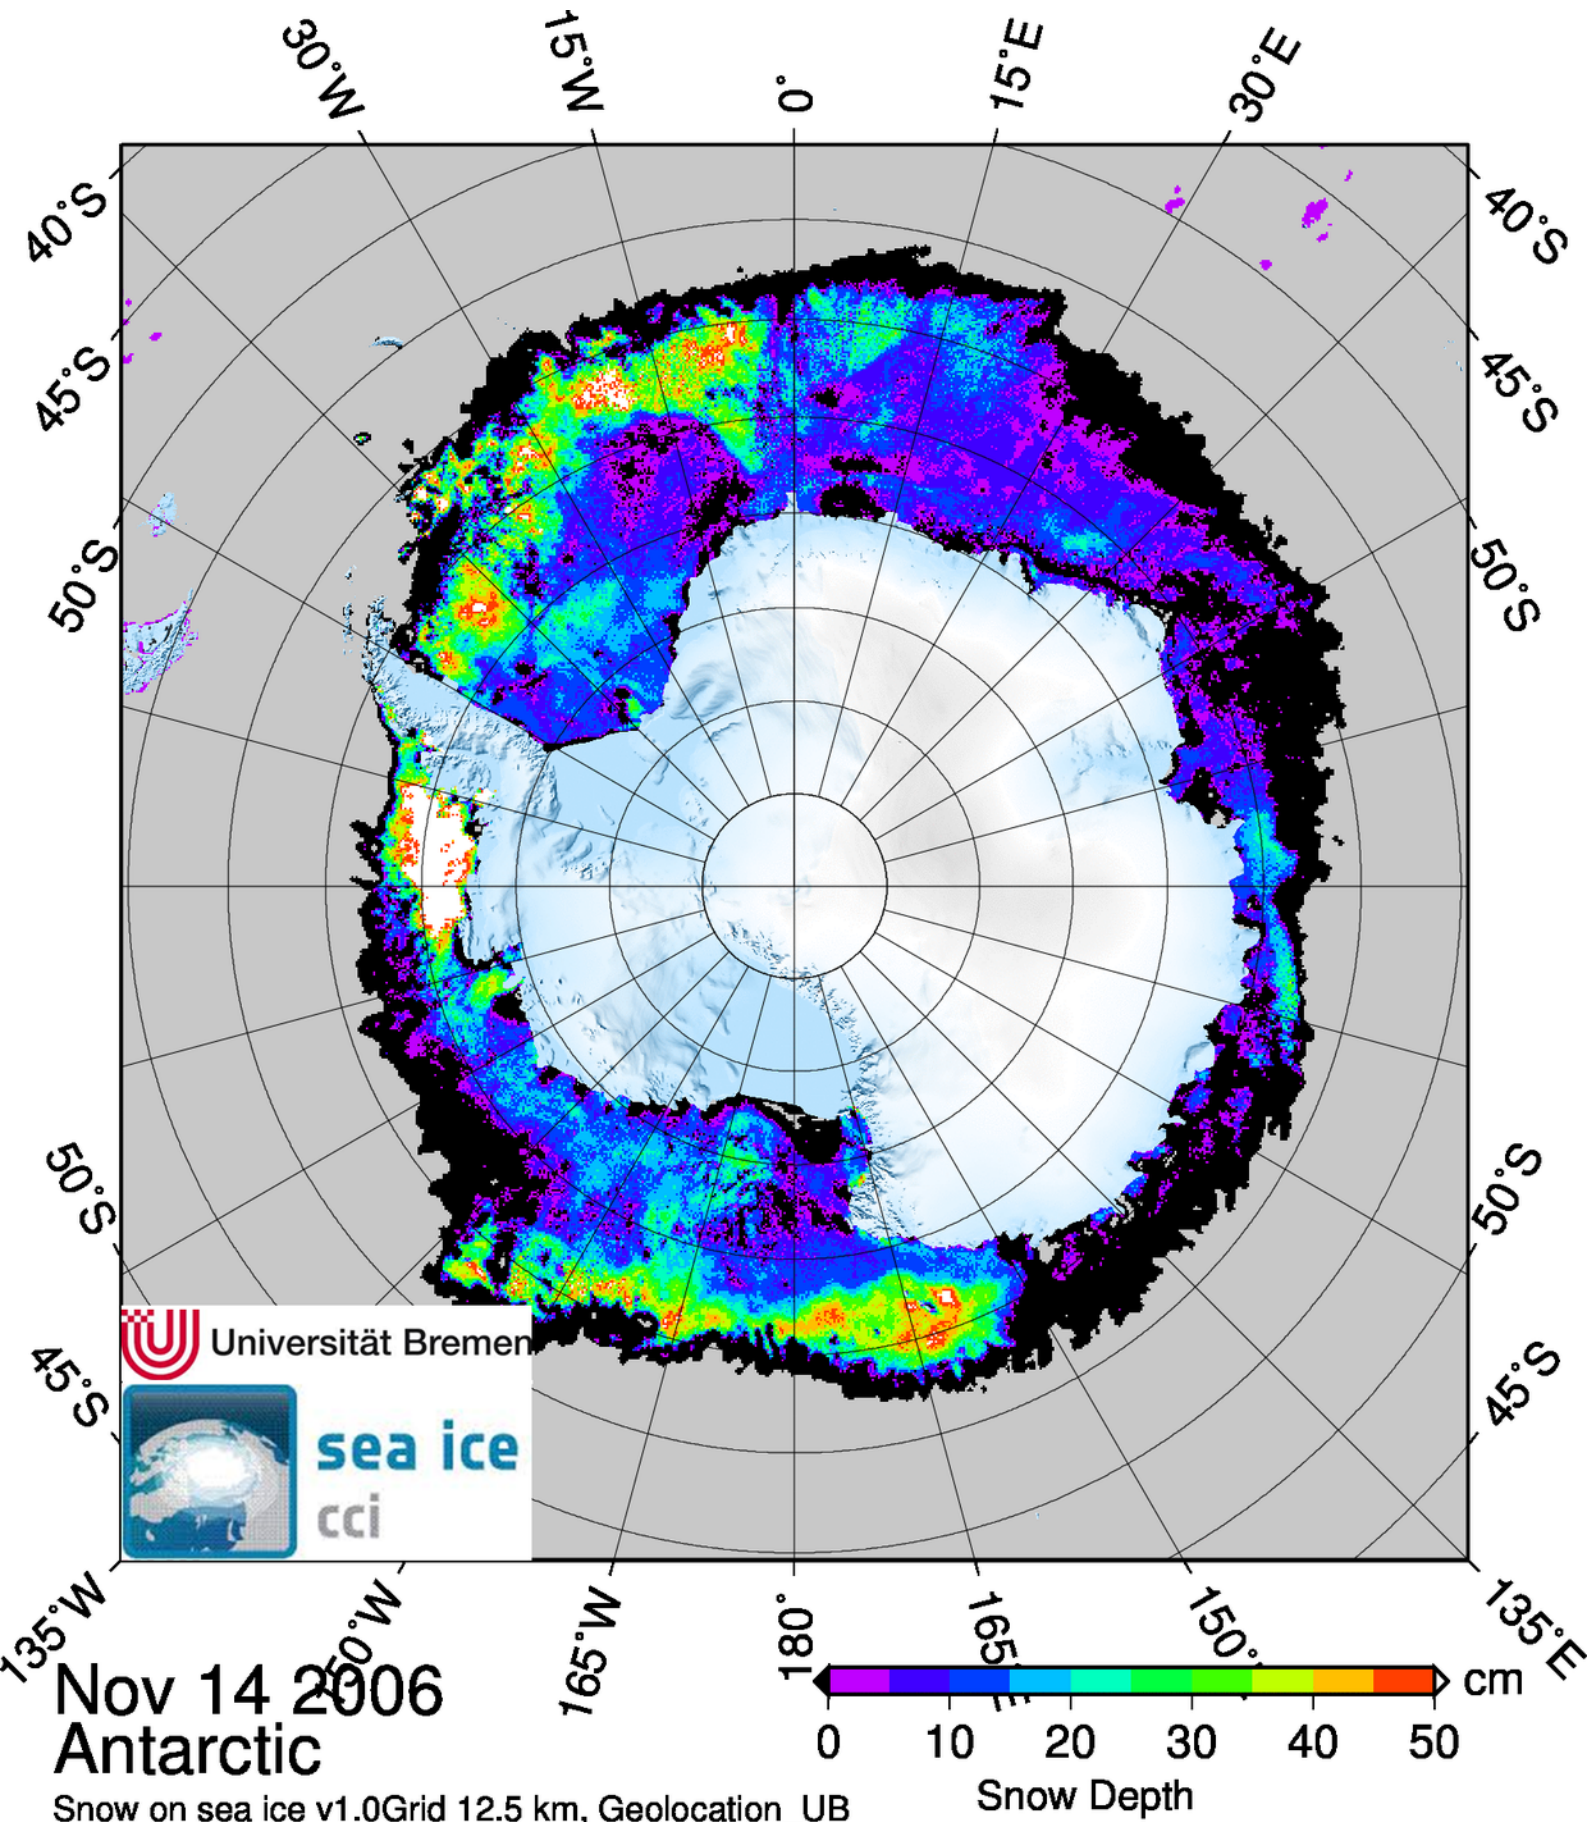 30°W 15°W 0° 15°E 30°E
40°S 40°S
45°S 45°S
50°S 50°S
50°S 50°S
45°S 45°S
Universität Bremen
sea ice
cci
135°W 165°W 180° 165 150° 135°E
Nov 14 2006
Antarctic
Snow on sea ice v1.0Grid 12.5 km, Geolocation UB
cm
0 10 20 30 40 50
Snow Depth